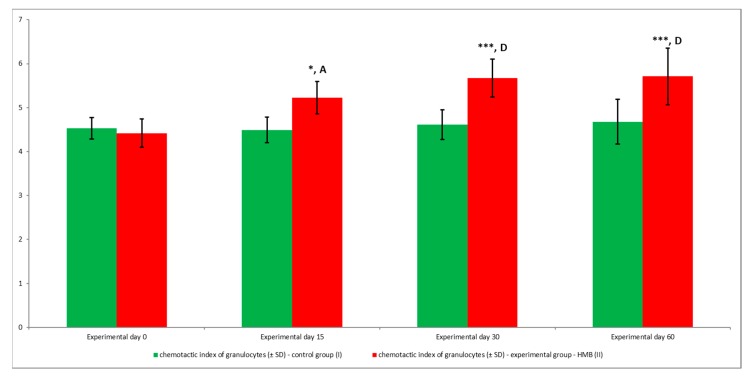 7
6
5
4
3
2
1
0
*, A
***, D
***, D
Experimental day 0 Experimental day 15 Experimental day 30 Experimental day 60
chemotactic index of granulocytes (± SD) - control group (I) chemotactic index of granulocytes (± SD) - experimental group - HMB (II)